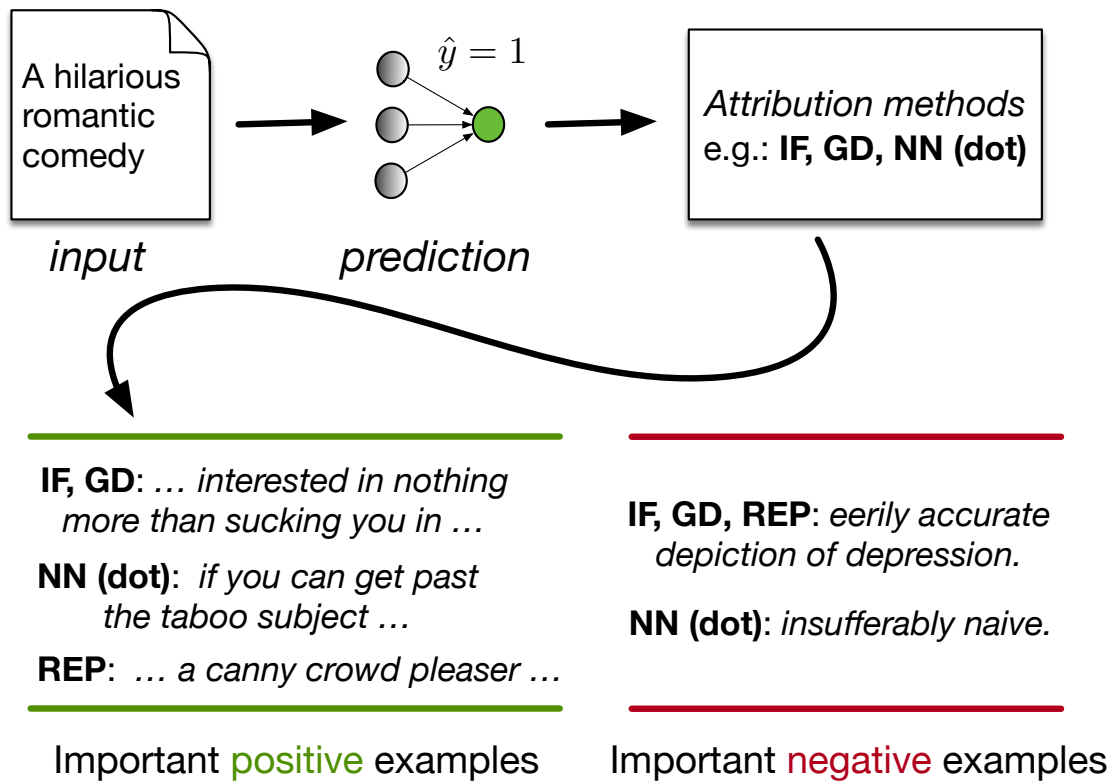 A hilarious
romantic
comedy
ŷ = 1
Attribution methods
e.g.: IF, GD, NN (dot)
input
prediction
IF, GD: … interested in nothing
more than sucking you in …
NN (dot): if you can get past
the taboo subject …
REP: … a canny crowd pleaser …
Important positive examples
IF, GD, REP: eerily accurate
depiction of depression.
NN (dot): insufferably naive.
Important negative examples